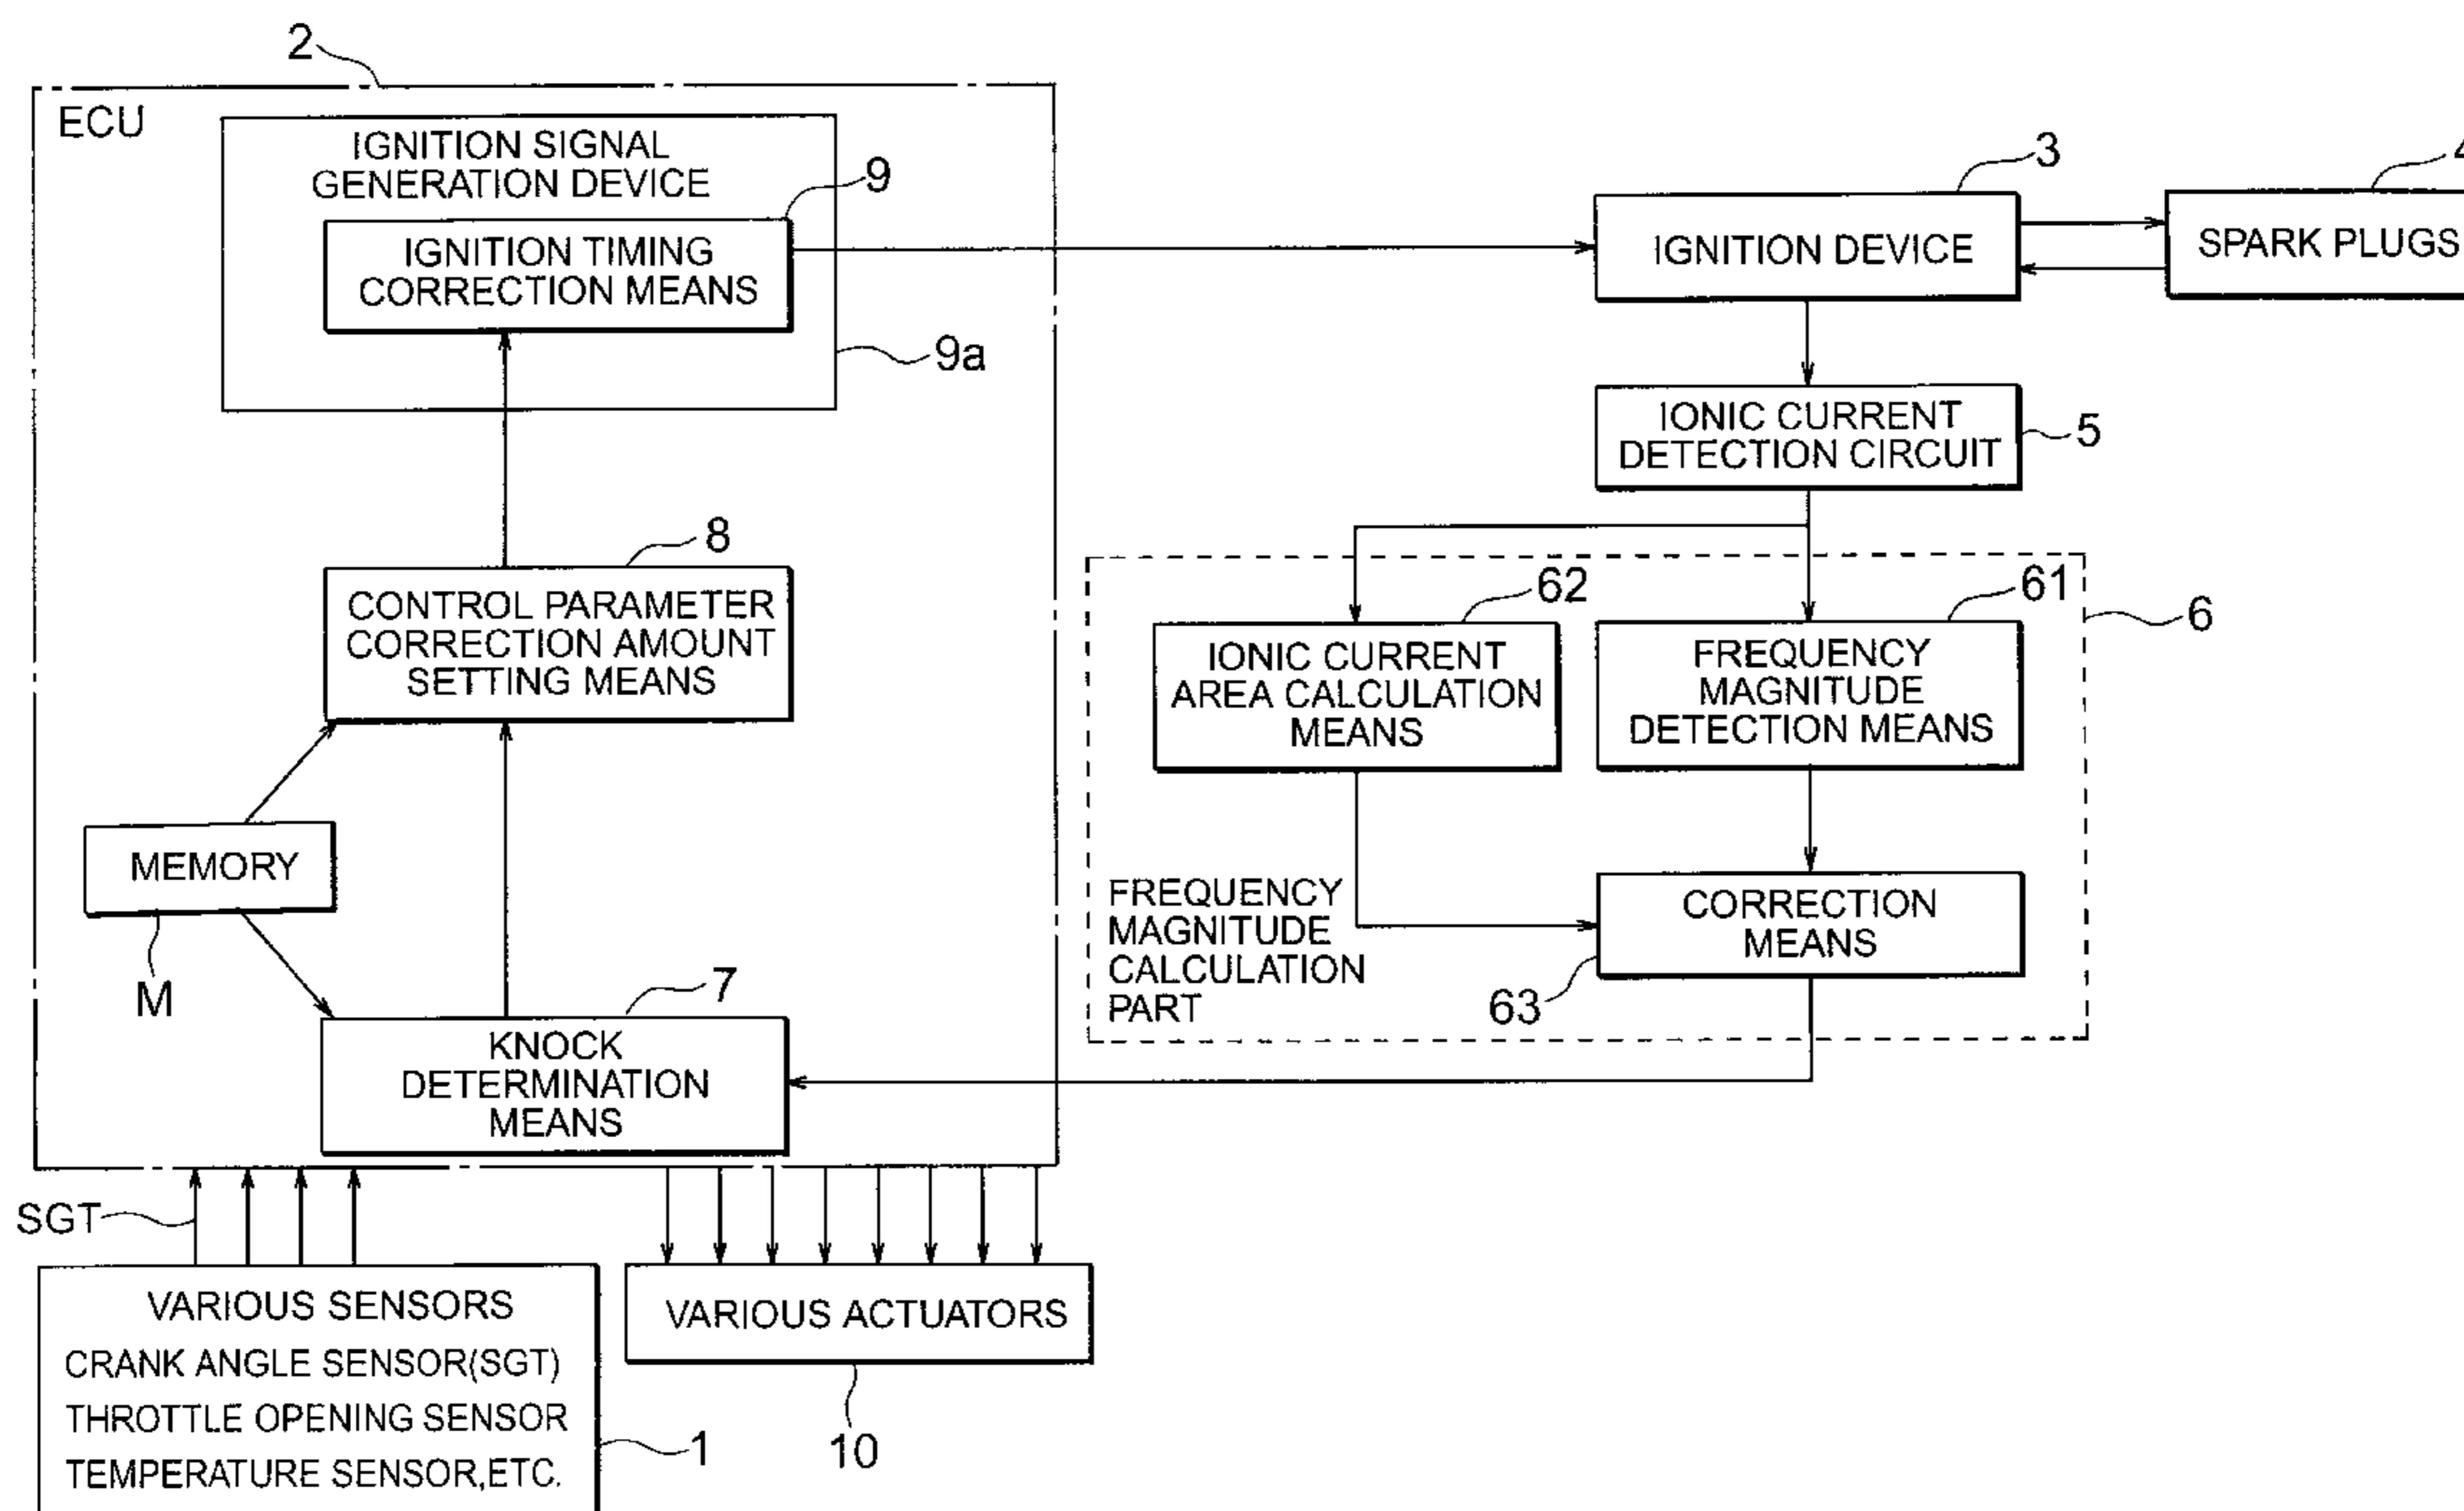 2
ECU
IGNITION SIGNAL
GENERATION DEVICE
9
IGNITION TIMING
CORRECTION MEANS
9a
3
IGNITION DEVICE
4
SPARK PLUGS
IONIC CURRENT
DETECTION CIRCUIT
5
8
CONTROL PARAMETER
CORRECTION AMOUNT
SETTING MEANS
62
IONIC CURRENT
AREA CALCULATION
MEANS
61
FREQUENCY
MAGNITUDE
DETECTION MEANS
6
MEMORY
M
FREQUENCY
MAGNITUDE
CALCULATION
PART
CORRECTION
MEANS
63
7
KNOCK
DETERMINATION
MEANS
SGT
VARIOUS SENSORS
CRANK ANGLE SENSOR(SGT)
THROTTLE OPENING SENSOR
TEMPERATURE SENSOR,ETC.
1
VARIOUS ACTUATORS
10